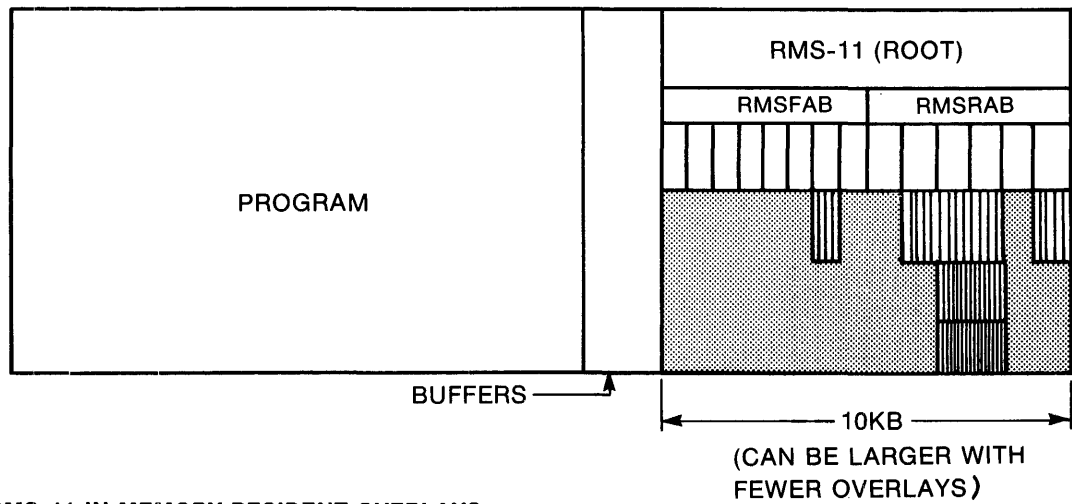 RMS-11 (ROOT)
RMSFAB RMSRAB
PROGRAM
BUFFERS
10KB
(CAN BE LARGER WITH
FEWER OVERLAYS)